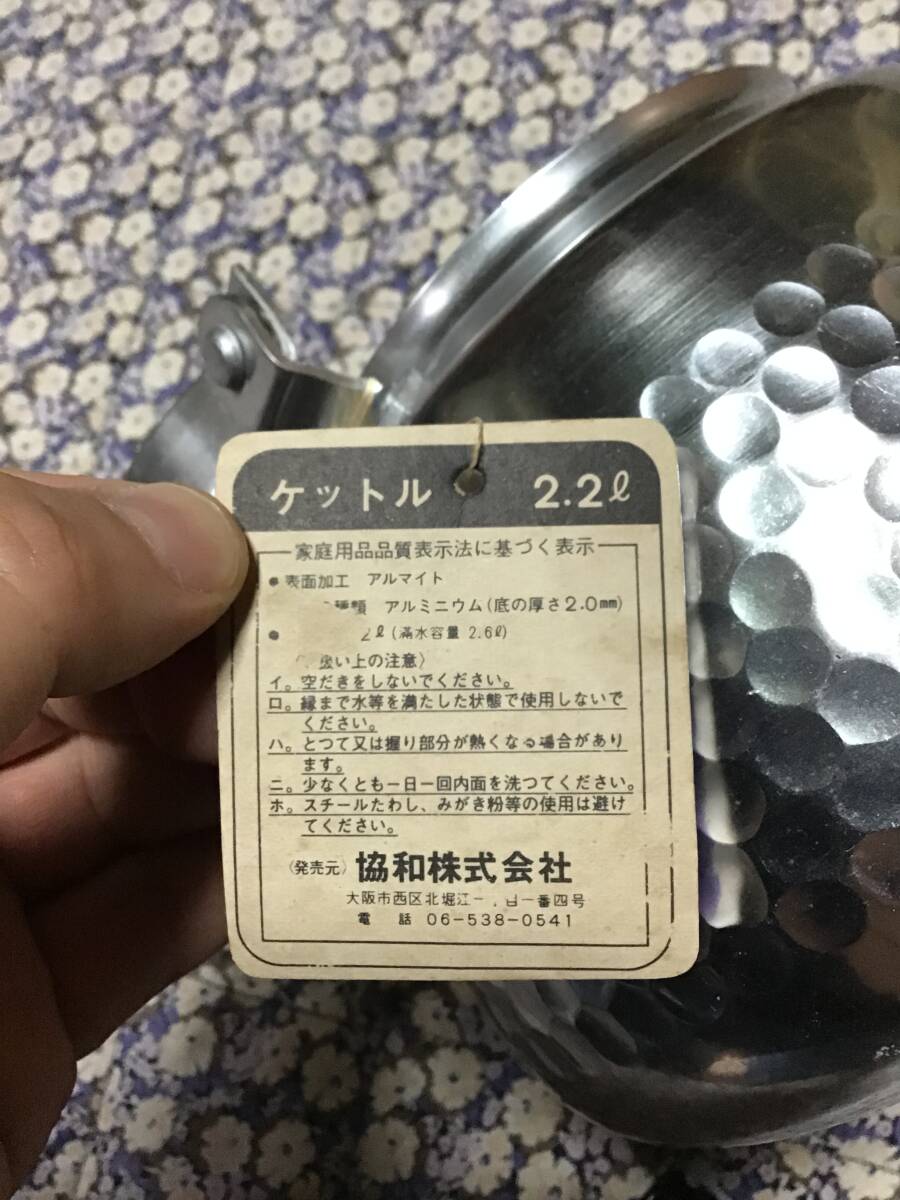 ケットル 2.2ℓ
家庭用品品質表示法に基づく表示
●表面加工 アルマイト
種類 アルミニウム(底の厚さ2.0mm)
● 2ℓ(満水容量 2.6ℓ)
扱い上の注意〉
イ。空だきをしないでください。
ロ。縁まで水等を満たした状態で使用しないで
ください。
ハ。とつて又は握り部分が熱くなる場合があり
ます。
ニ。少なくとも一日一回内面を洗つてください。
ホ。スチールたわし、みがき粉等の使用は避け
てください。
〈発売元〉協和株式会社
大阪市西区北堀江一丁目一番四号
電話 06-538-0541